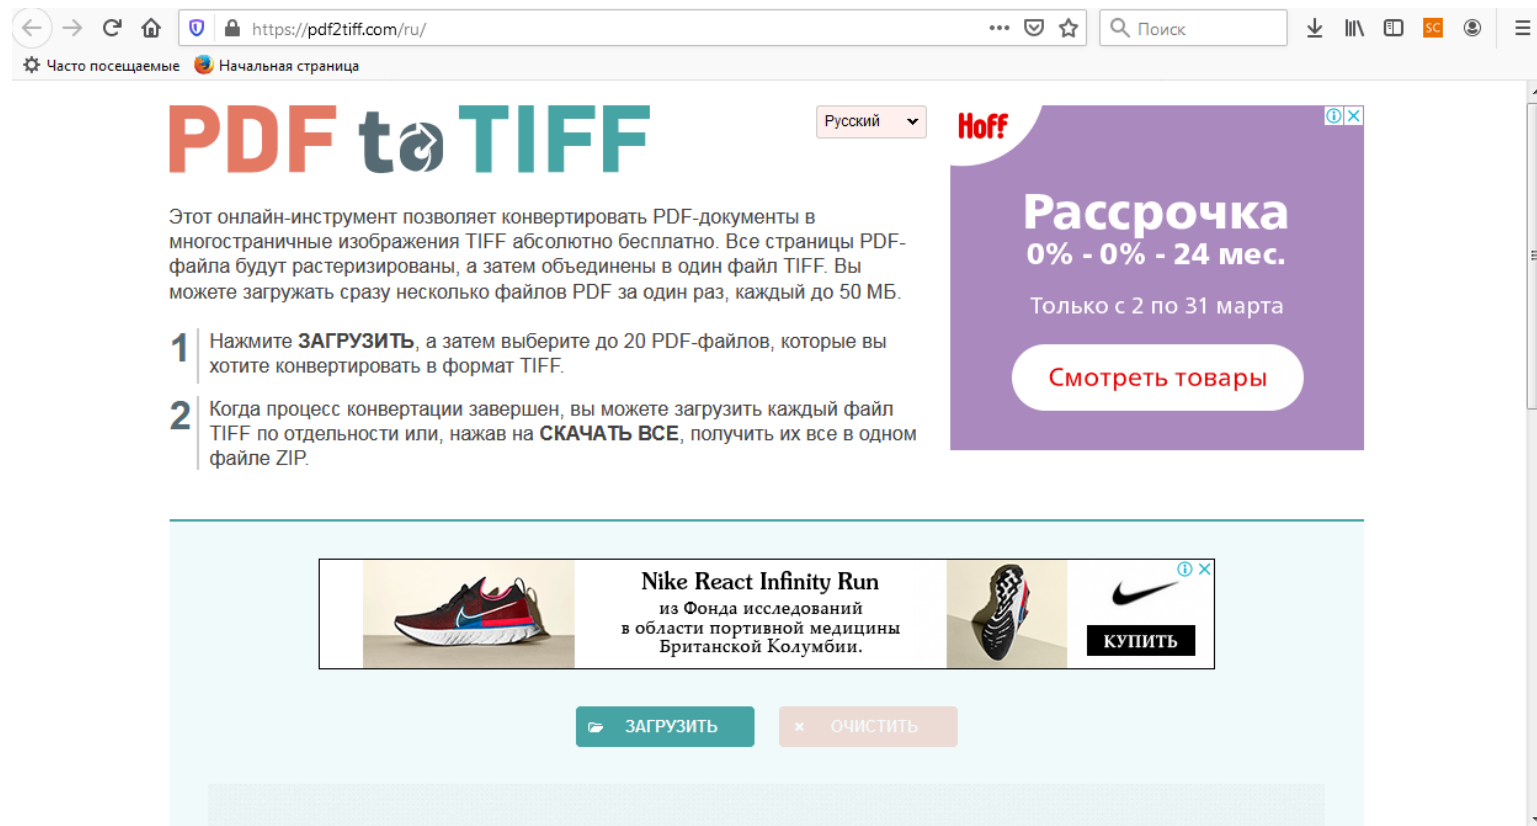 https://pdf2tiff.com/ru/
Поиск
SC
Часто посещаемые
Начальная страница
PDF to TIFF
Русский
Этот онлайн-инструмент позволяет конвертировать PDF-документы в
многостраничные изображения TIFF абсолютно бесплатно. Все страницы PDF-
файла будут растеризированы, а затем объединены в один файл TIFF. Вы
можете загружать сразу несколько файлов PDF за один раз, каждый до 50 МБ.
1 Нажмите ЗАГРУЗИТЬ, а затем выберите до 20 PDF-файлов, которые вы
хотите конвертировать в формат TIFF.
2 Когда процесс конвертации завершен, вы можете загрузить каждый файл
TIFF по отдельности или, нажав на СКАЧАТЬ ВСЕ, получить их все в одном
файле ZIP.
Hoff
Рассрочка
0% - 0% - 24 мес.
Только с 2 по 31 марта
Смотреть товары
Nike React Infinity Run
из Фонда исследований
в области портивной медицины
Британской Колумбии.
КУПИТЬ
ЗАГРУЗИТЬ
ОЧИСТИТЬ